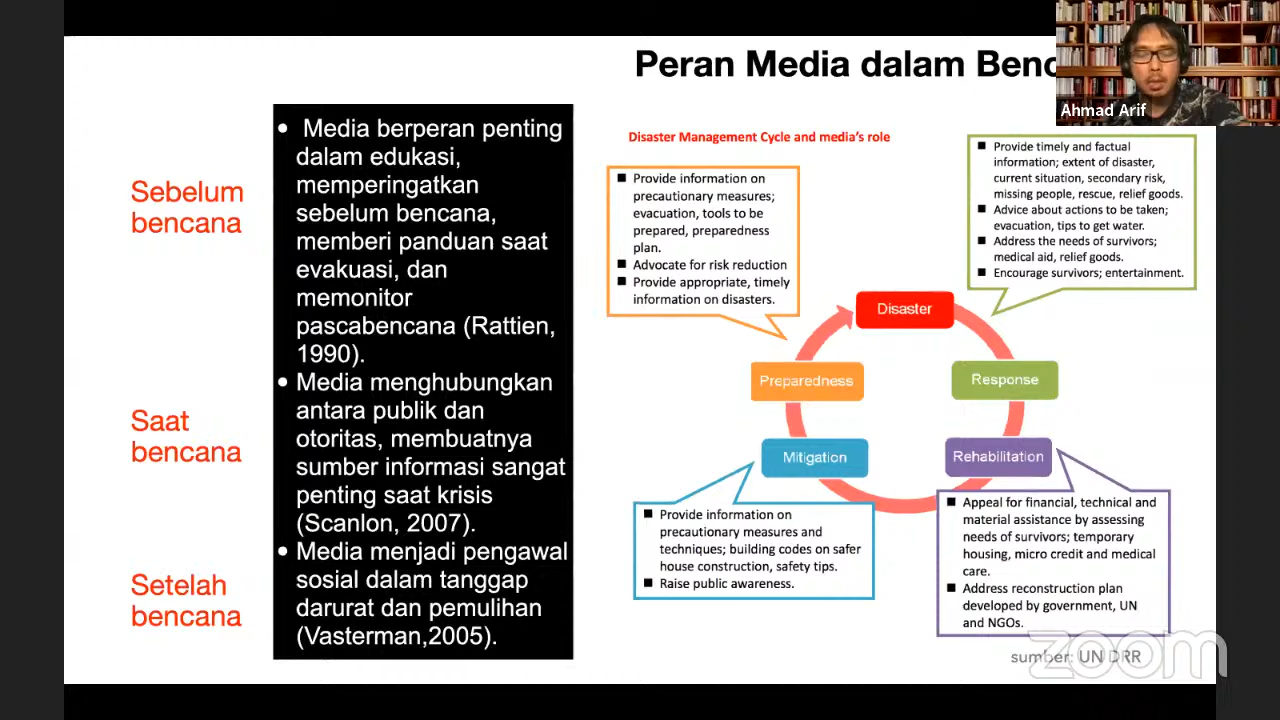 Peran Media dalam Benc
Ahmad Arif
Sebelum
bencana
Saat
bencana
Setelah
bencana
• Media berperan penting
dalam edukasi,
memperingatkan
sebelum bencana,
memberi panduan saat
evakuasi, dan
memonitor
pascabencana (Rattien,
1990).
• Media menghubungkan
antara publik dan
otoritas, membuatnya
sumber informasi sangat
penting saat krisis
(Scanlon, 2007).
• Media menjadi pengawal
sosial dalam tanggap
darurat dan pemulihan
(Vasterman,2005).
Disaster Management Cycle and media's role
■ Provide information on
precautionary measures;
evacuation, tools to be
prepared, preparedness
plan.
■ Advocate for risk reduction
■ Provide appropriate, timely
information on disasters.
■ Provide timely and factual
information; extent of disaster,
current situation, secondary risk,
missing people, rescue, relief goods.
■ Advice about actions to be taken;
evacuation, tips to get water.
■ Address the needs of survivors;
medical aid, relief goods.
■ Encourage survivors; entertainment.
Disaster
Preparedness
Response
Mitigation
Rehabilitation
■ Provide information on
precautionary measures and
techniques; building codes on safer
house construction, safety tips.
■ Raise public awareness.
■ Appeal for financial, technical and
material assistance by assessing
needs of survivors; temporary
housing, micro credit and medical
care.
■ Address reconstruction plan
developed by government, UN
and NGOs.
sumber: UN DRR
zoom